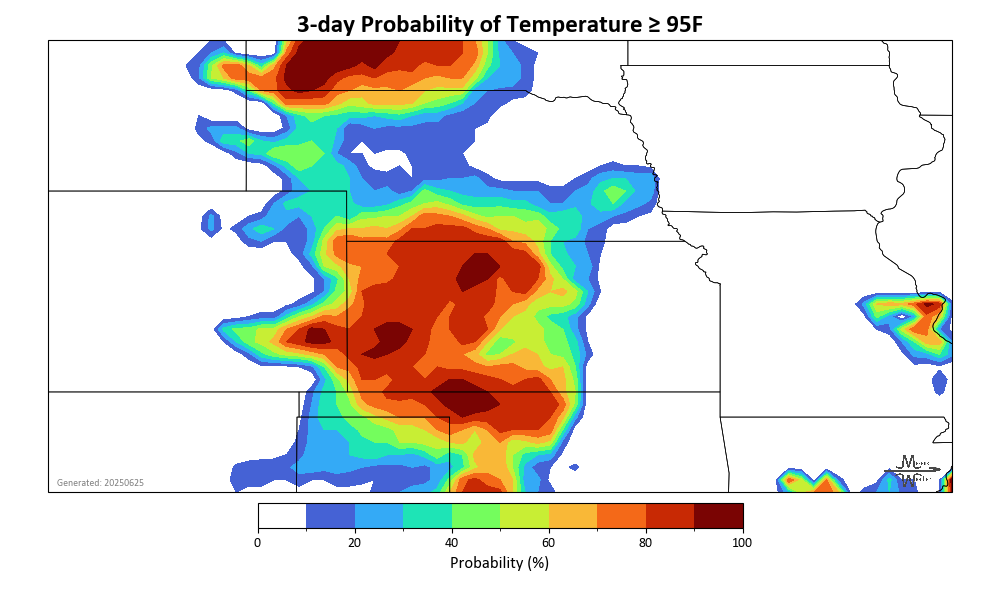 3-day Probability of Temperature ≥ 95F
Generated: 20250625
0 20 40 60 80 100
Probability (%)